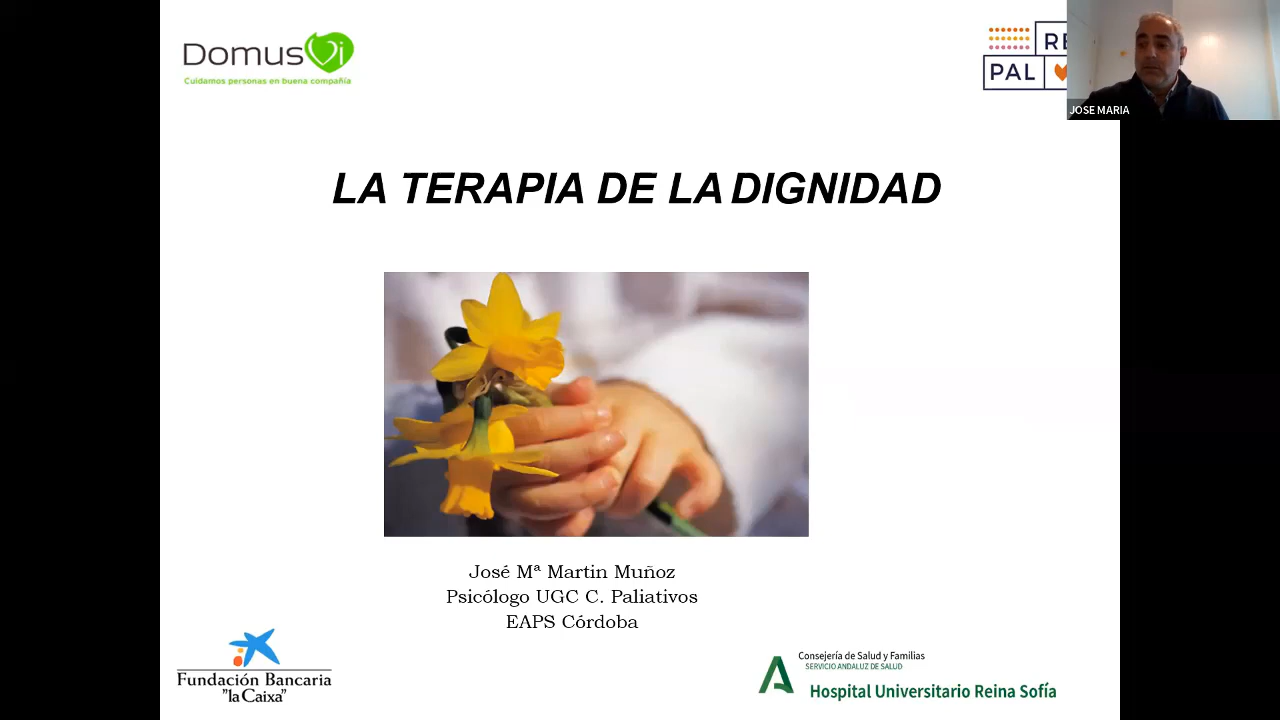 DomusVi
Cuidamos personas en buena compañía
RE
PAL
JOSE MARIA
LA TERAPIA DE LA DIGNIDAD
José Mª Martin Muñoz
Psicólogo UGC C. Paliativos
EAPS Córdoba
Fundación Bancaria
"la Caixa"
Consejería de Salud y Familias
SERVICIO ANDALUZ DE SALUD
Hospital Universitario Reina Sofía